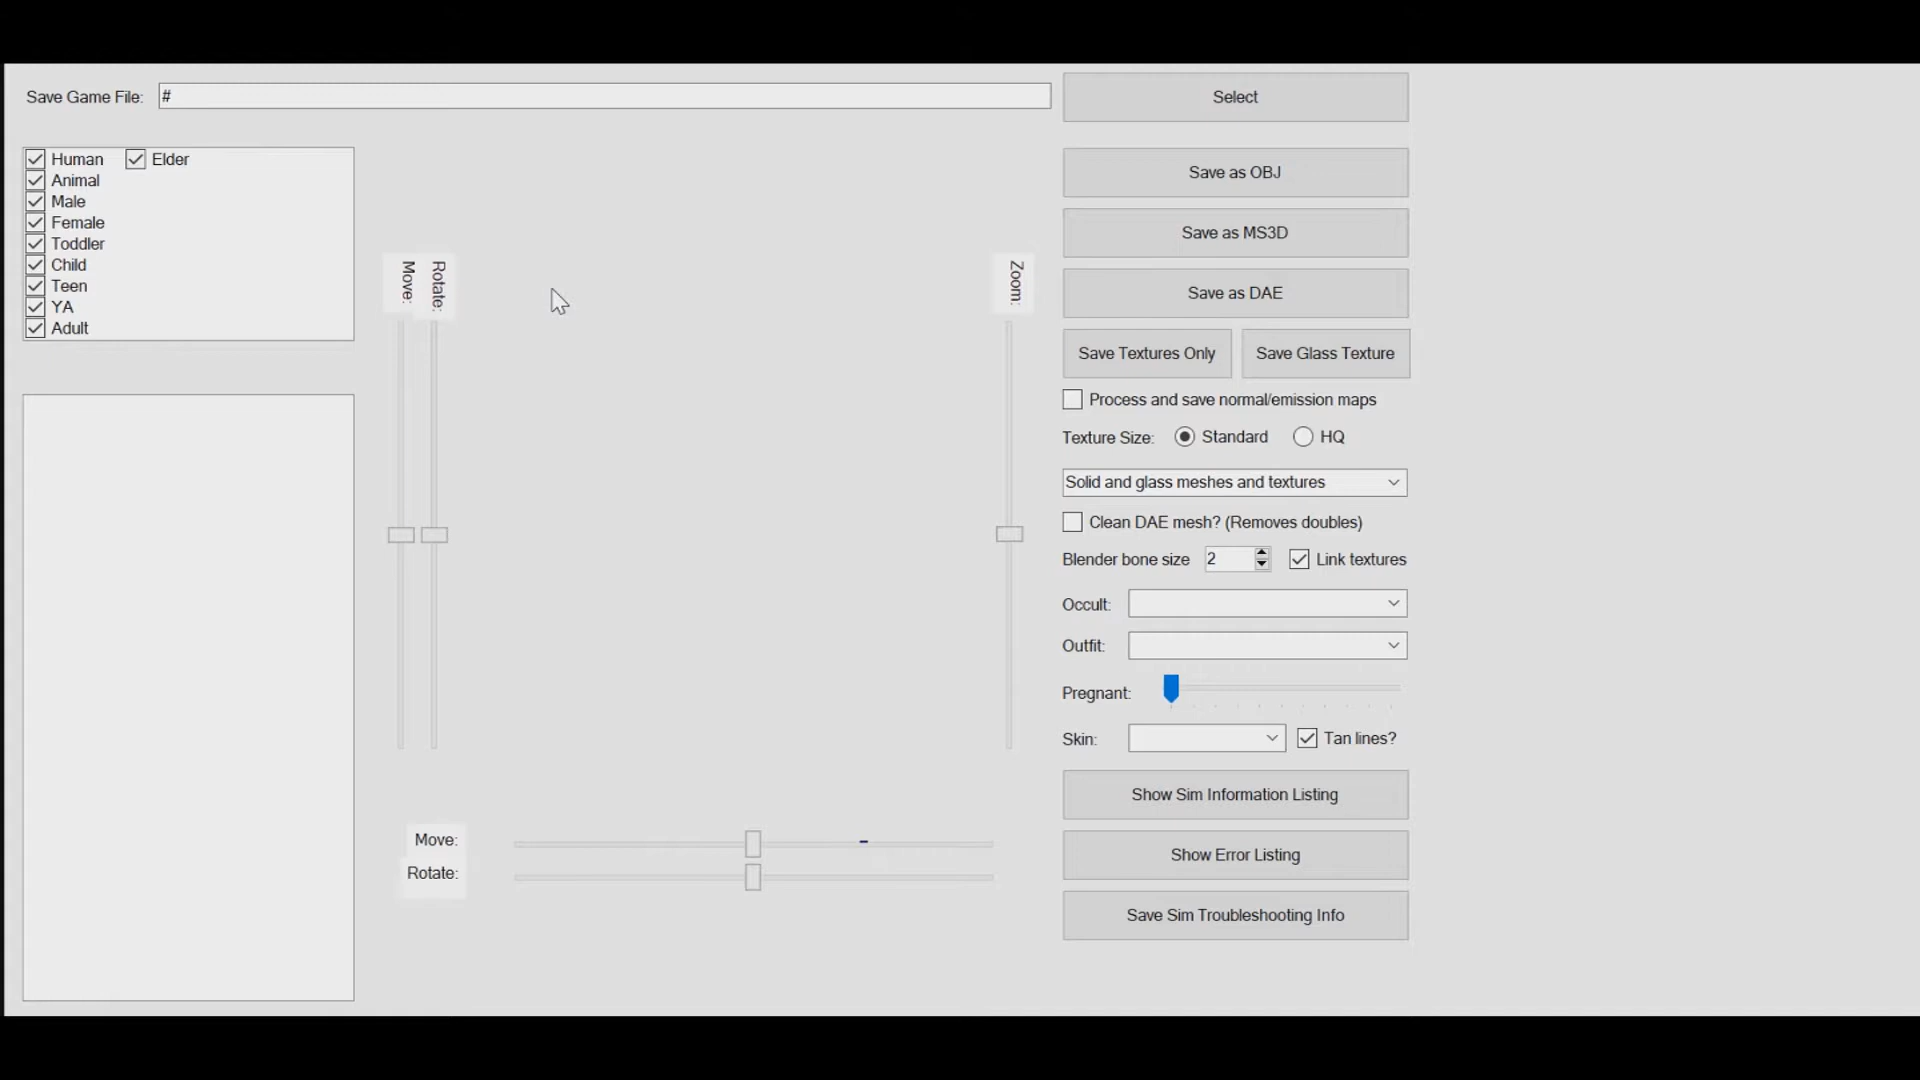 Save Game File: #
Select
Human Elder
Animal
Male
Female
Toddler
Child
Teen
YA
Adult
Move:
Rotate:
Zoom:
Save as OBJ
Save as MS3D
Save as DAE
Save Textures Only Save Glass Texture
Process and save normal/emission maps
Texture Size: Standard HQ
Solid and glass meshes and textures
Clean DAE mesh? (Removes doubles)
Blender bone size 2 Link textures
Occult:
Outfit:
Pregnant:
Skin: Tan lines?
Show Sim Information Listing
Show Error Listing
Save Sim Troubleshooting Info
Move:
Rotate: